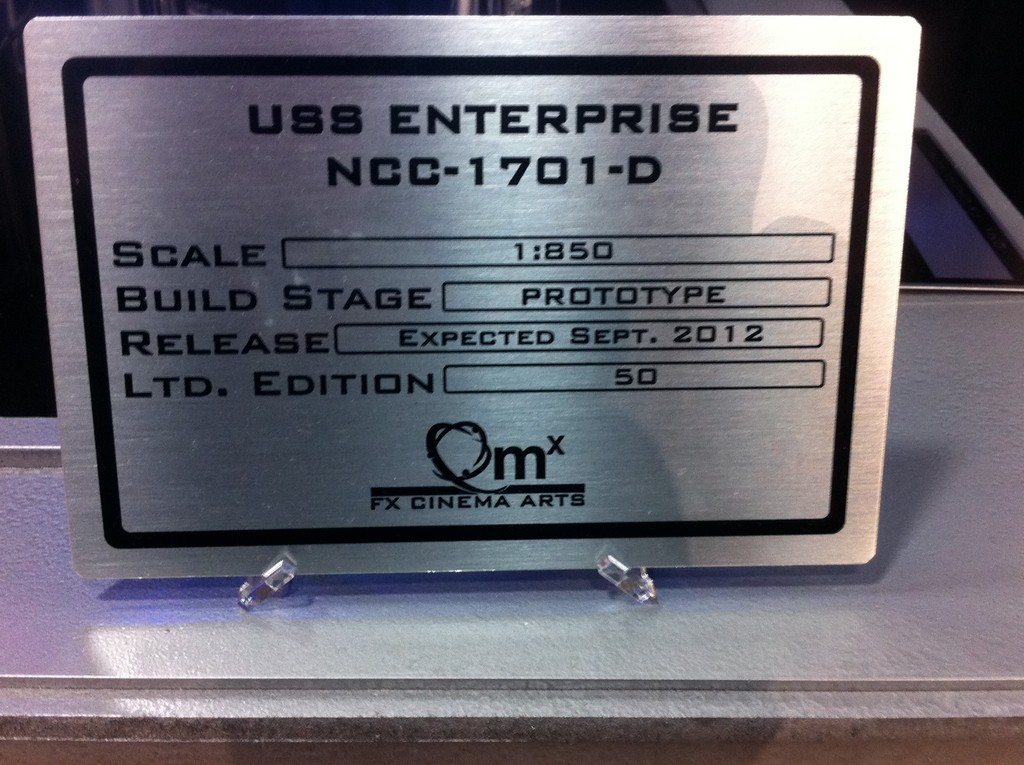 USS ENTERPRISE
NCC-1701-D
SCALE 1:850
BUILD STAGE PROTOTYPE
RELEASE EXPECTED SEPT. 2012
LTD. EDITION 50
Qmx
FX CINEMA ARTS